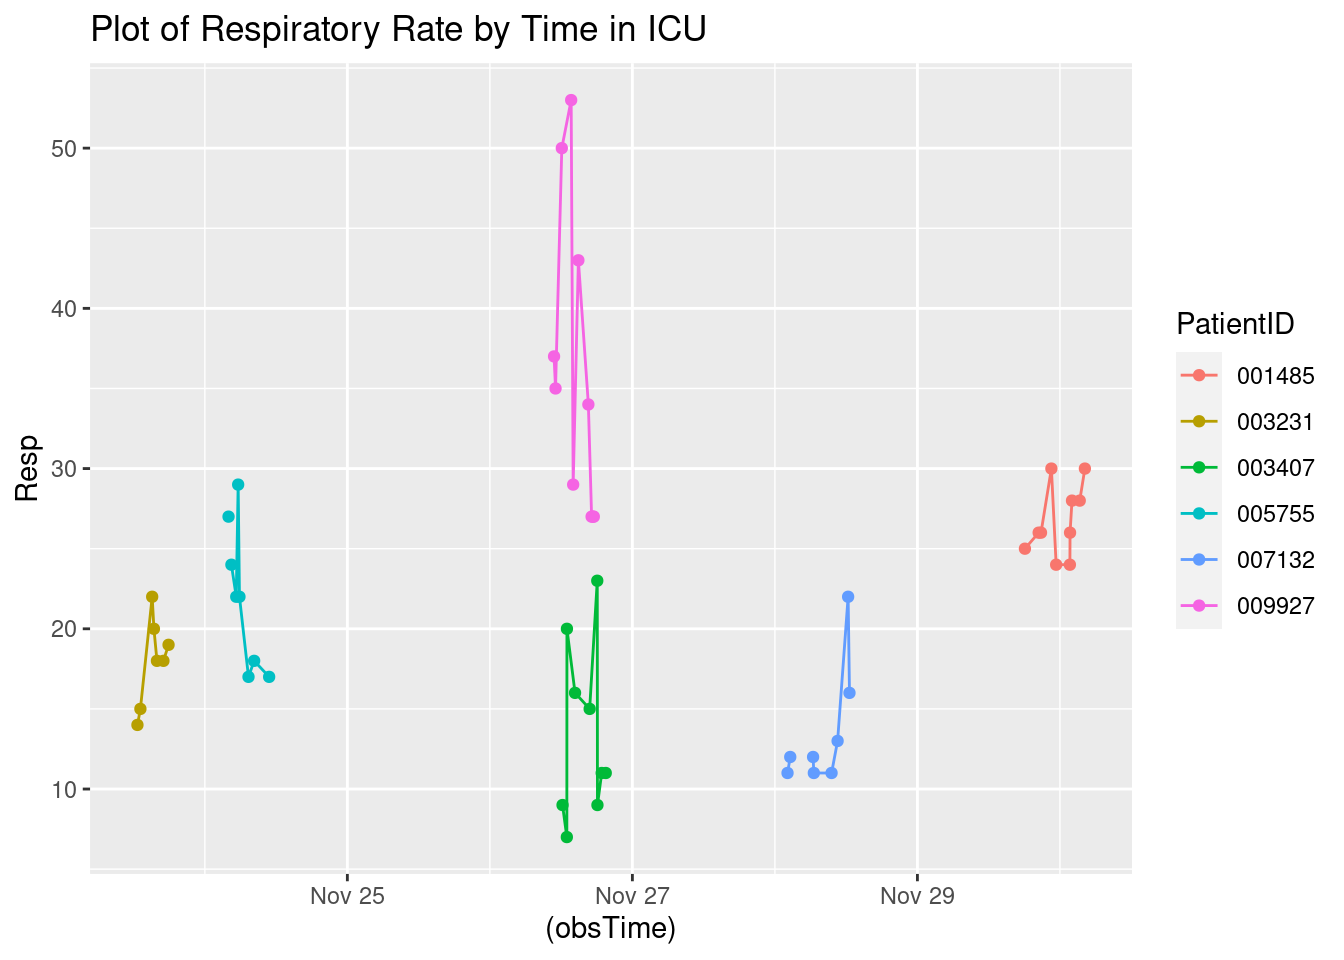 Plot of Respiratory Rate by Time in ICU
50
40
30
20
10
Resp
Nov 25
Nov 27
Nov 29
(obsTime)
PatientID
001485
003231
003407
005755
007132
009927